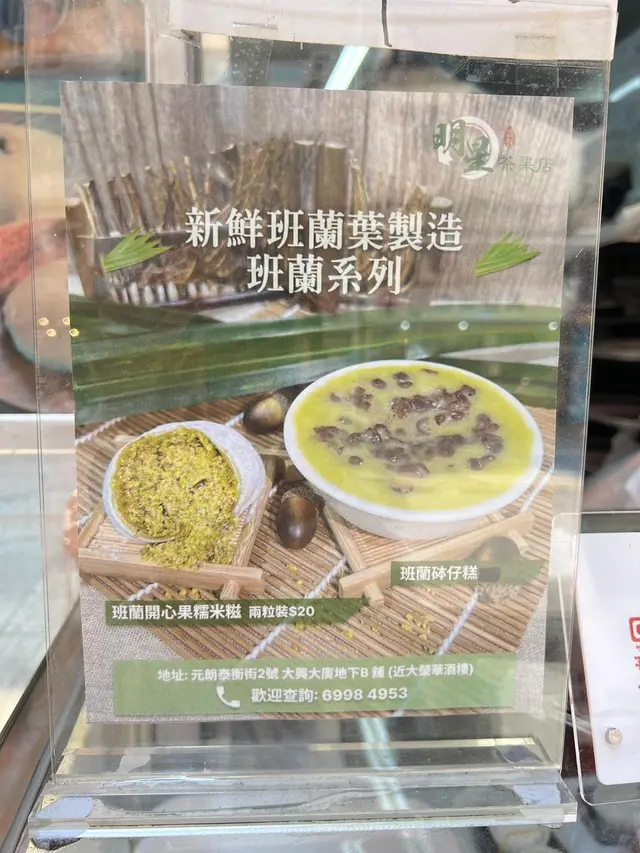 明星
茶果店
新鮮班蘭葉製造
班蘭系列
班蘭砵仔糕
班蘭開心果糯米糍 兩粒裝$20
地址: 元朗泰衡街2號 大興大廈地下B 舖 (近大榮華酒樓)
歡迎查詢: 6998 4953